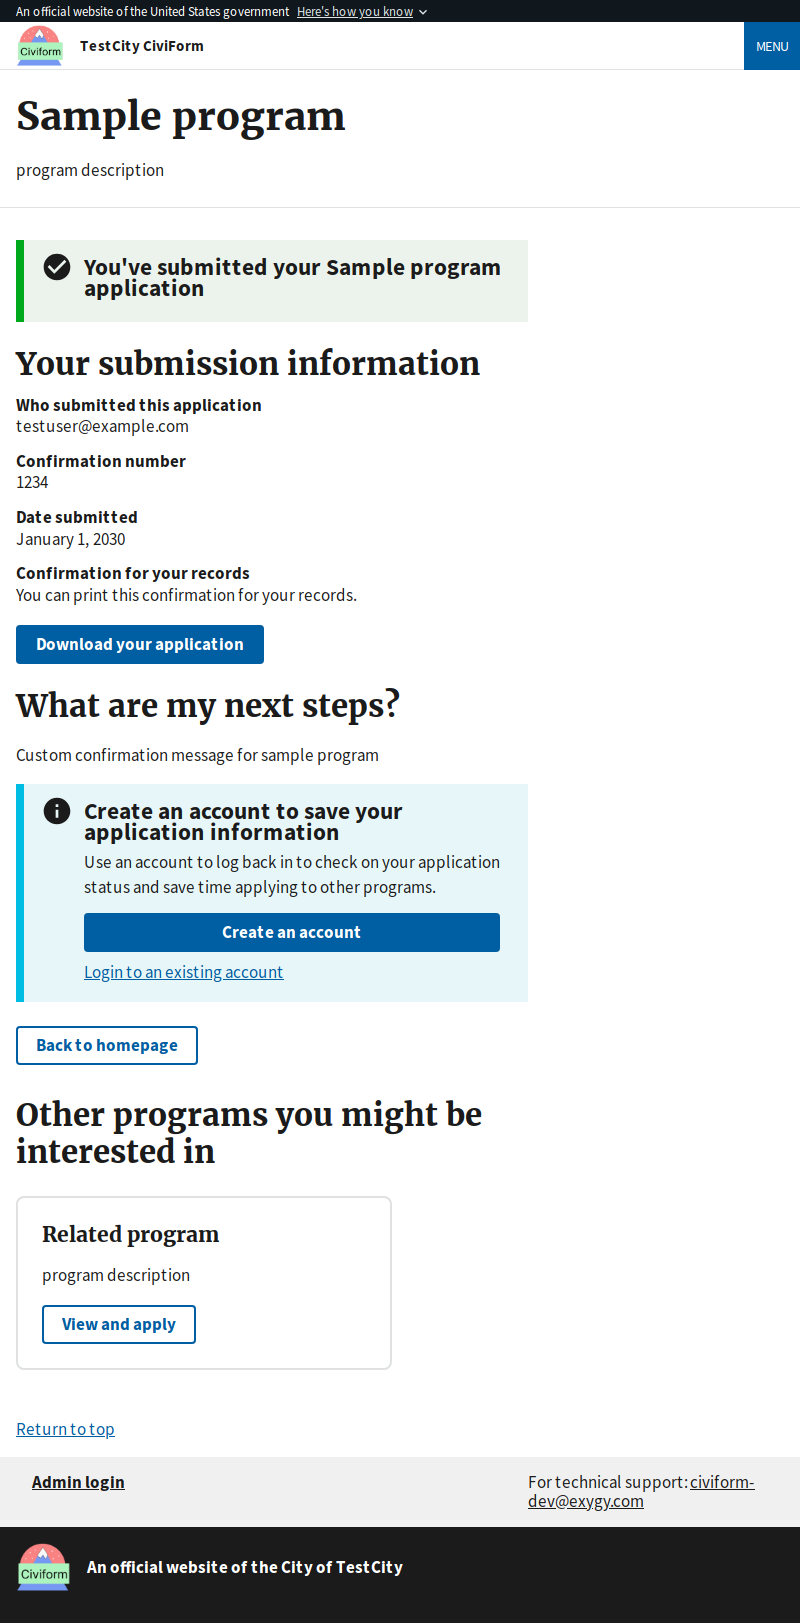 An official website of the United States government Here's how you know
Civiform
TestCity CiviForm
MENU
Sample program
program description
You've submitted your Sample program
application
Your submission information
Who submitted this application
testuser@example.com
Confirmation number
1234
Date submitted
January 1, 2030
Confirmation for your records
You can print this confirmation for your records.
Download your application
What are my next steps?
Custom confirmation message for sample program
Create an account to save your
application information
Use an account to log back in to check on your application
status and save time applying to other programs.
Create an account
Login to an existing account
Back to homepage
Other programs you might be
interested in
Related program
program description
View and apply
Return to top
Admin login
For technical support: civiform-
dev@exygy.com
Civiform
An official website of the City of TestCity